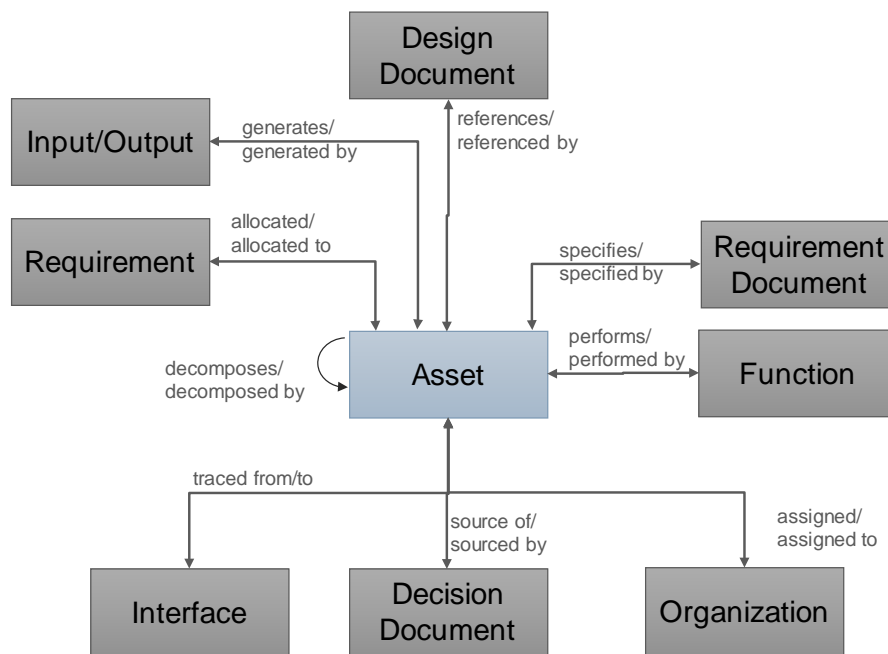 Design
Document
Input/Output
generates/
generated by
references/
referenced by
Requirement
allocated/
allocated to
specifies/
specified by
Requirement
Document
decomposes/
decomposed by
Asset
performs/
performed by
Function
traced from/to
source of/
sourced by
assigned/
assigned to
Interface
Decision
Document
Organization